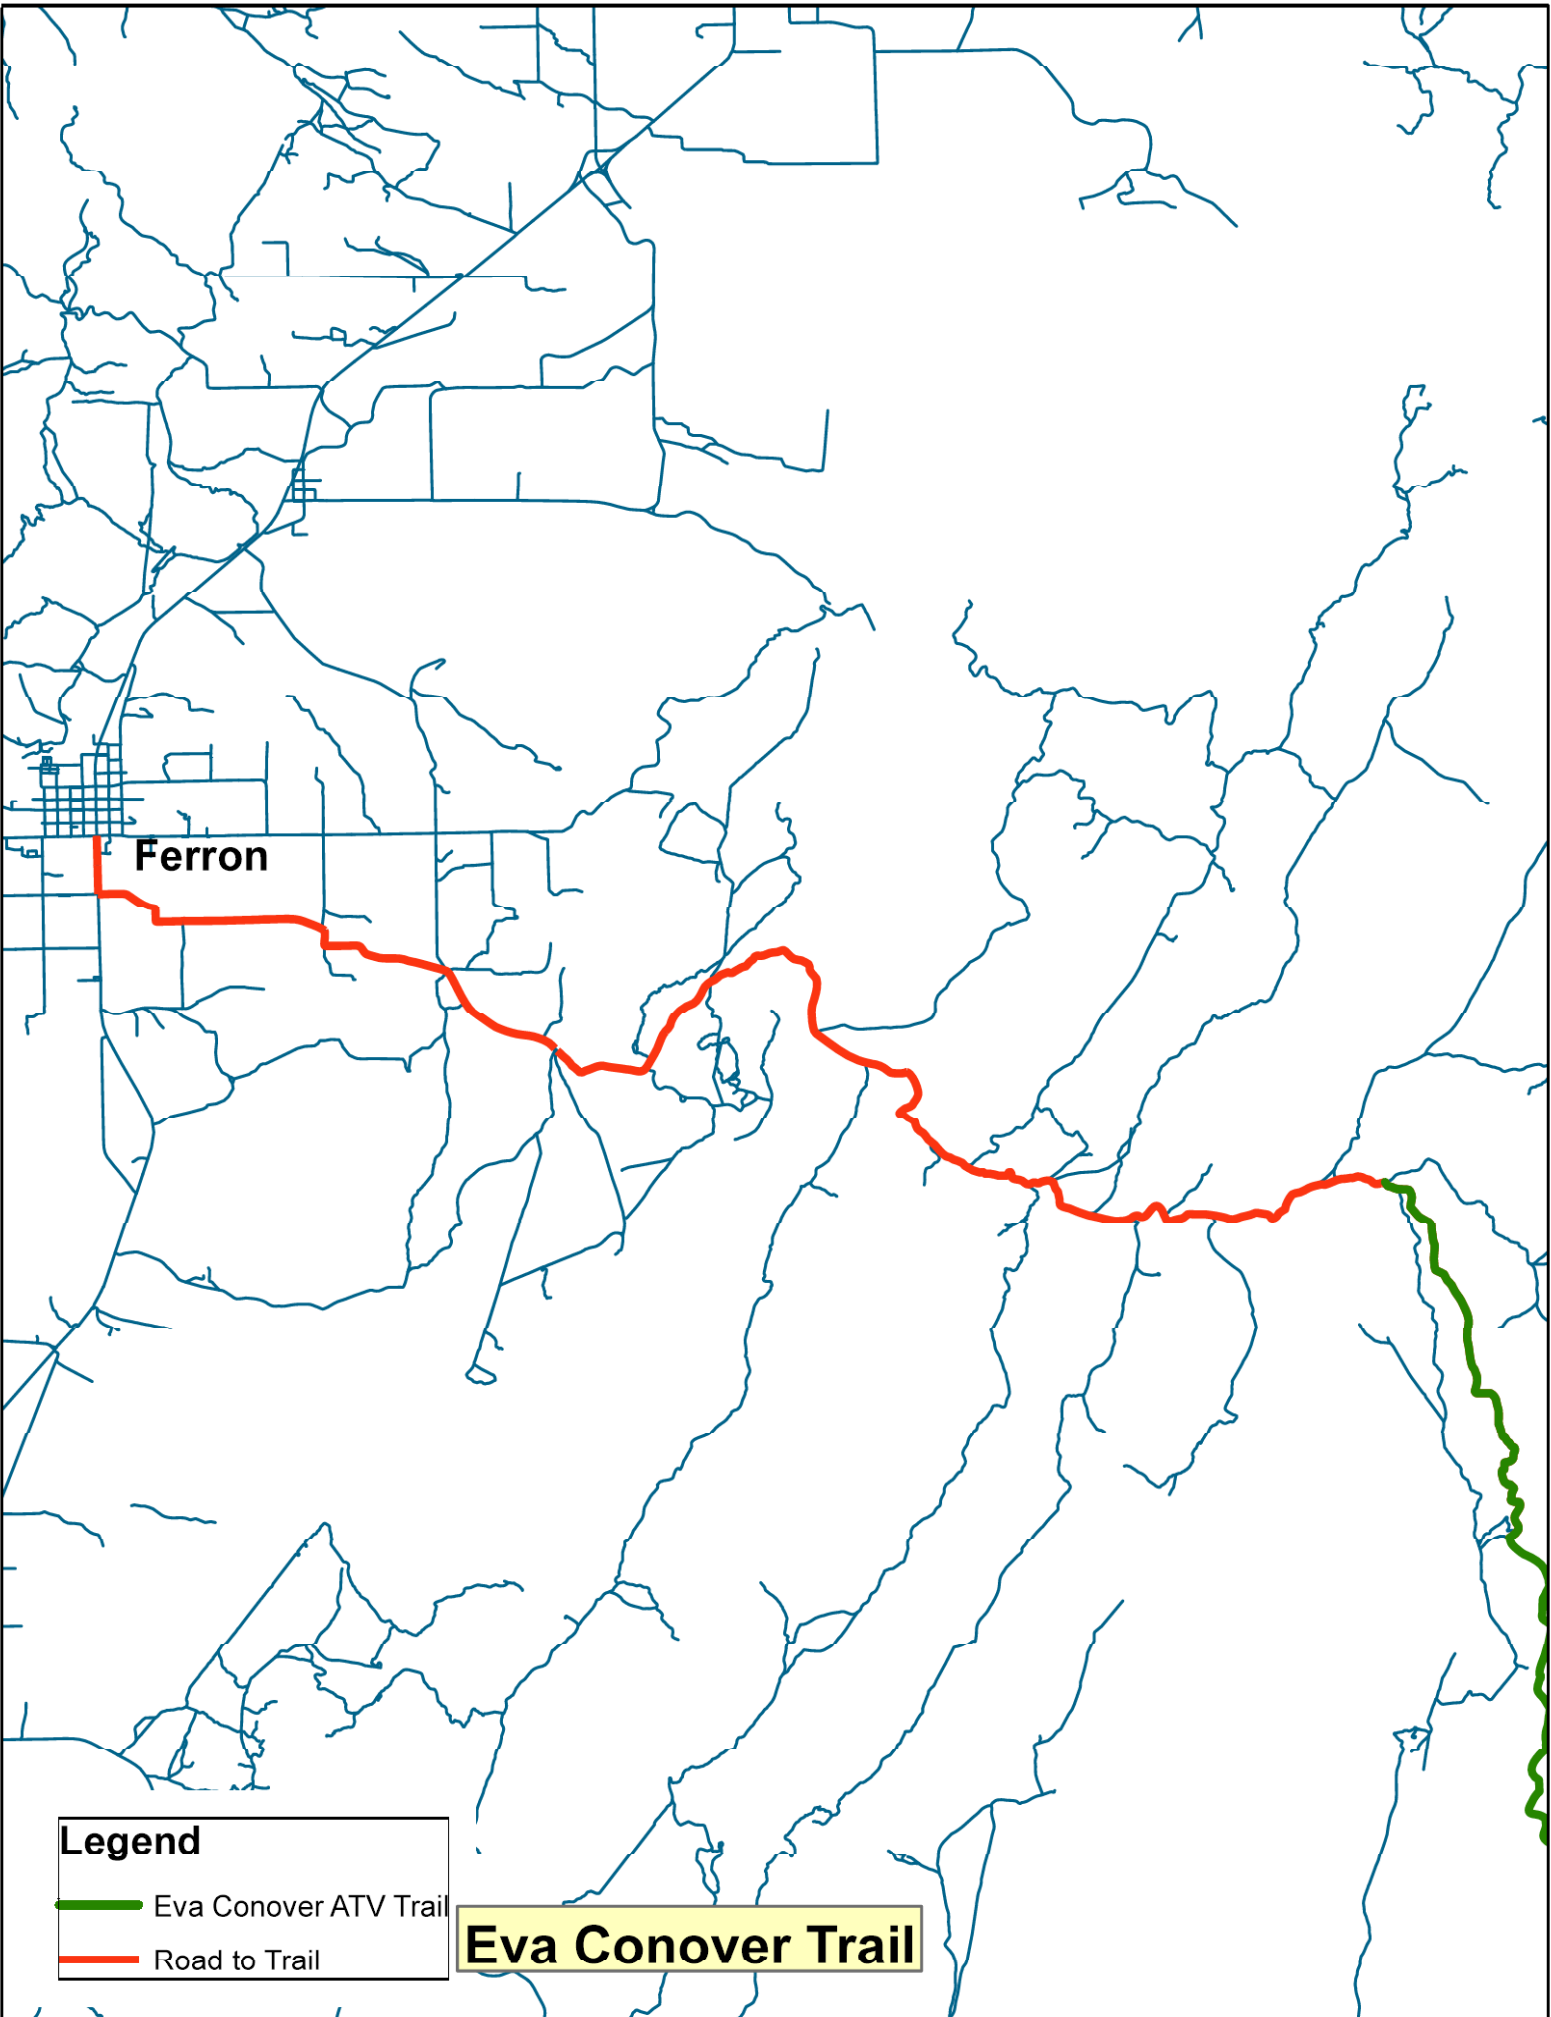 Ferron
Legend
Eva Conover ATV Trail
Road to Trail
Eva Conover Trail